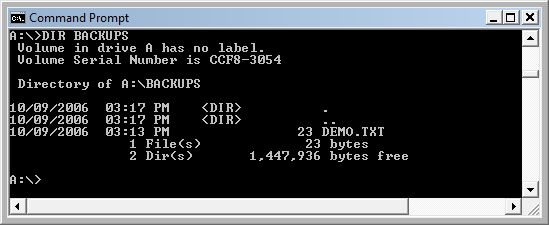 Command Prompt
A:\>DIR BACKUPS
 Volume in drive A has no label.
 Volume Serial Number is CCF8-3054

 Directory of A:\BACKUPS

10/09/2006  03:17 PM    <DIR>          .
10/09/2006  03:17 PM    <DIR>          ..
10/09/2006  03:13 PM                23 DEMO.TXT
               1 File(s)             23 bytes
               2 Dir(s)       1,447,936 bytes free

A:\>